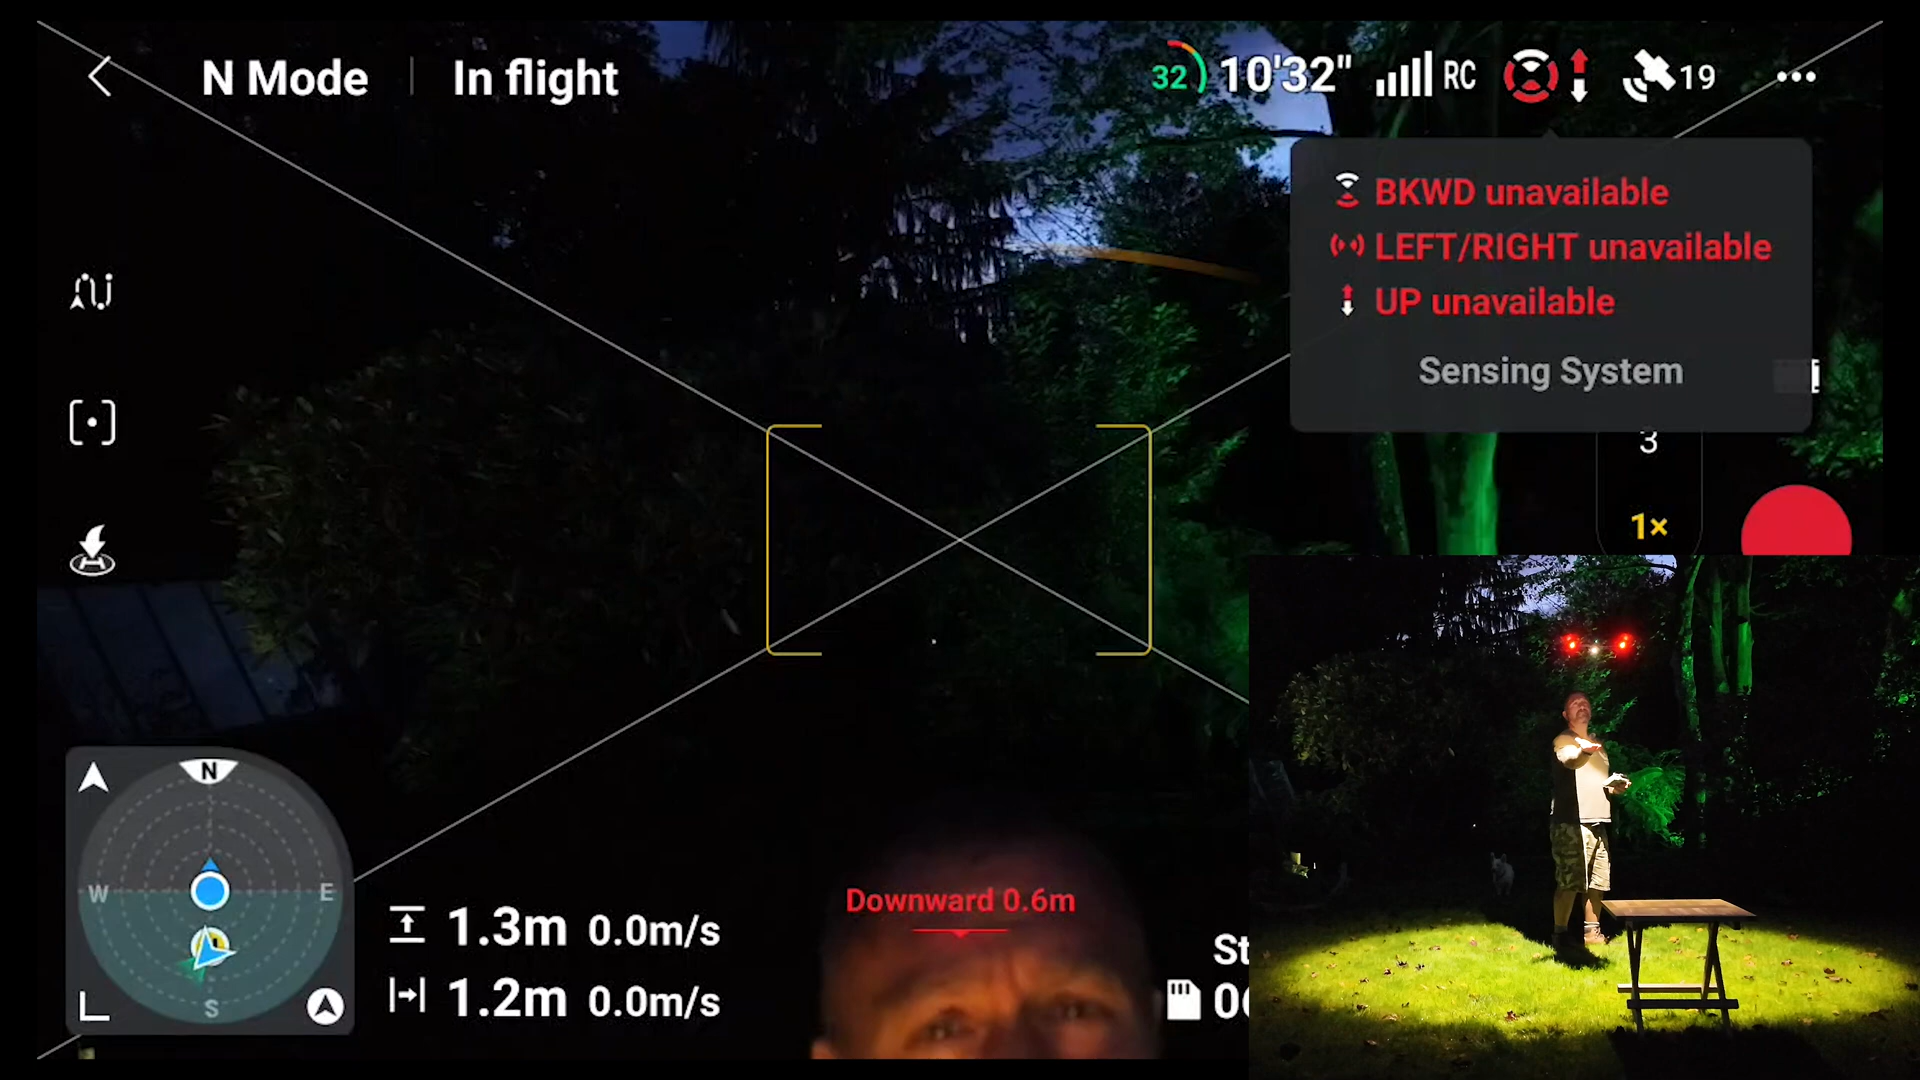 N Mode | In flight
32 10'32" RC 19
BKWD unavailable
LEFT/RIGHT unavailable
UP unavailable
Sensing System
3
1×
N
W E
S
1.3m 0.0m/s
1.2m 0.0m/s
Downward 0.6m
St